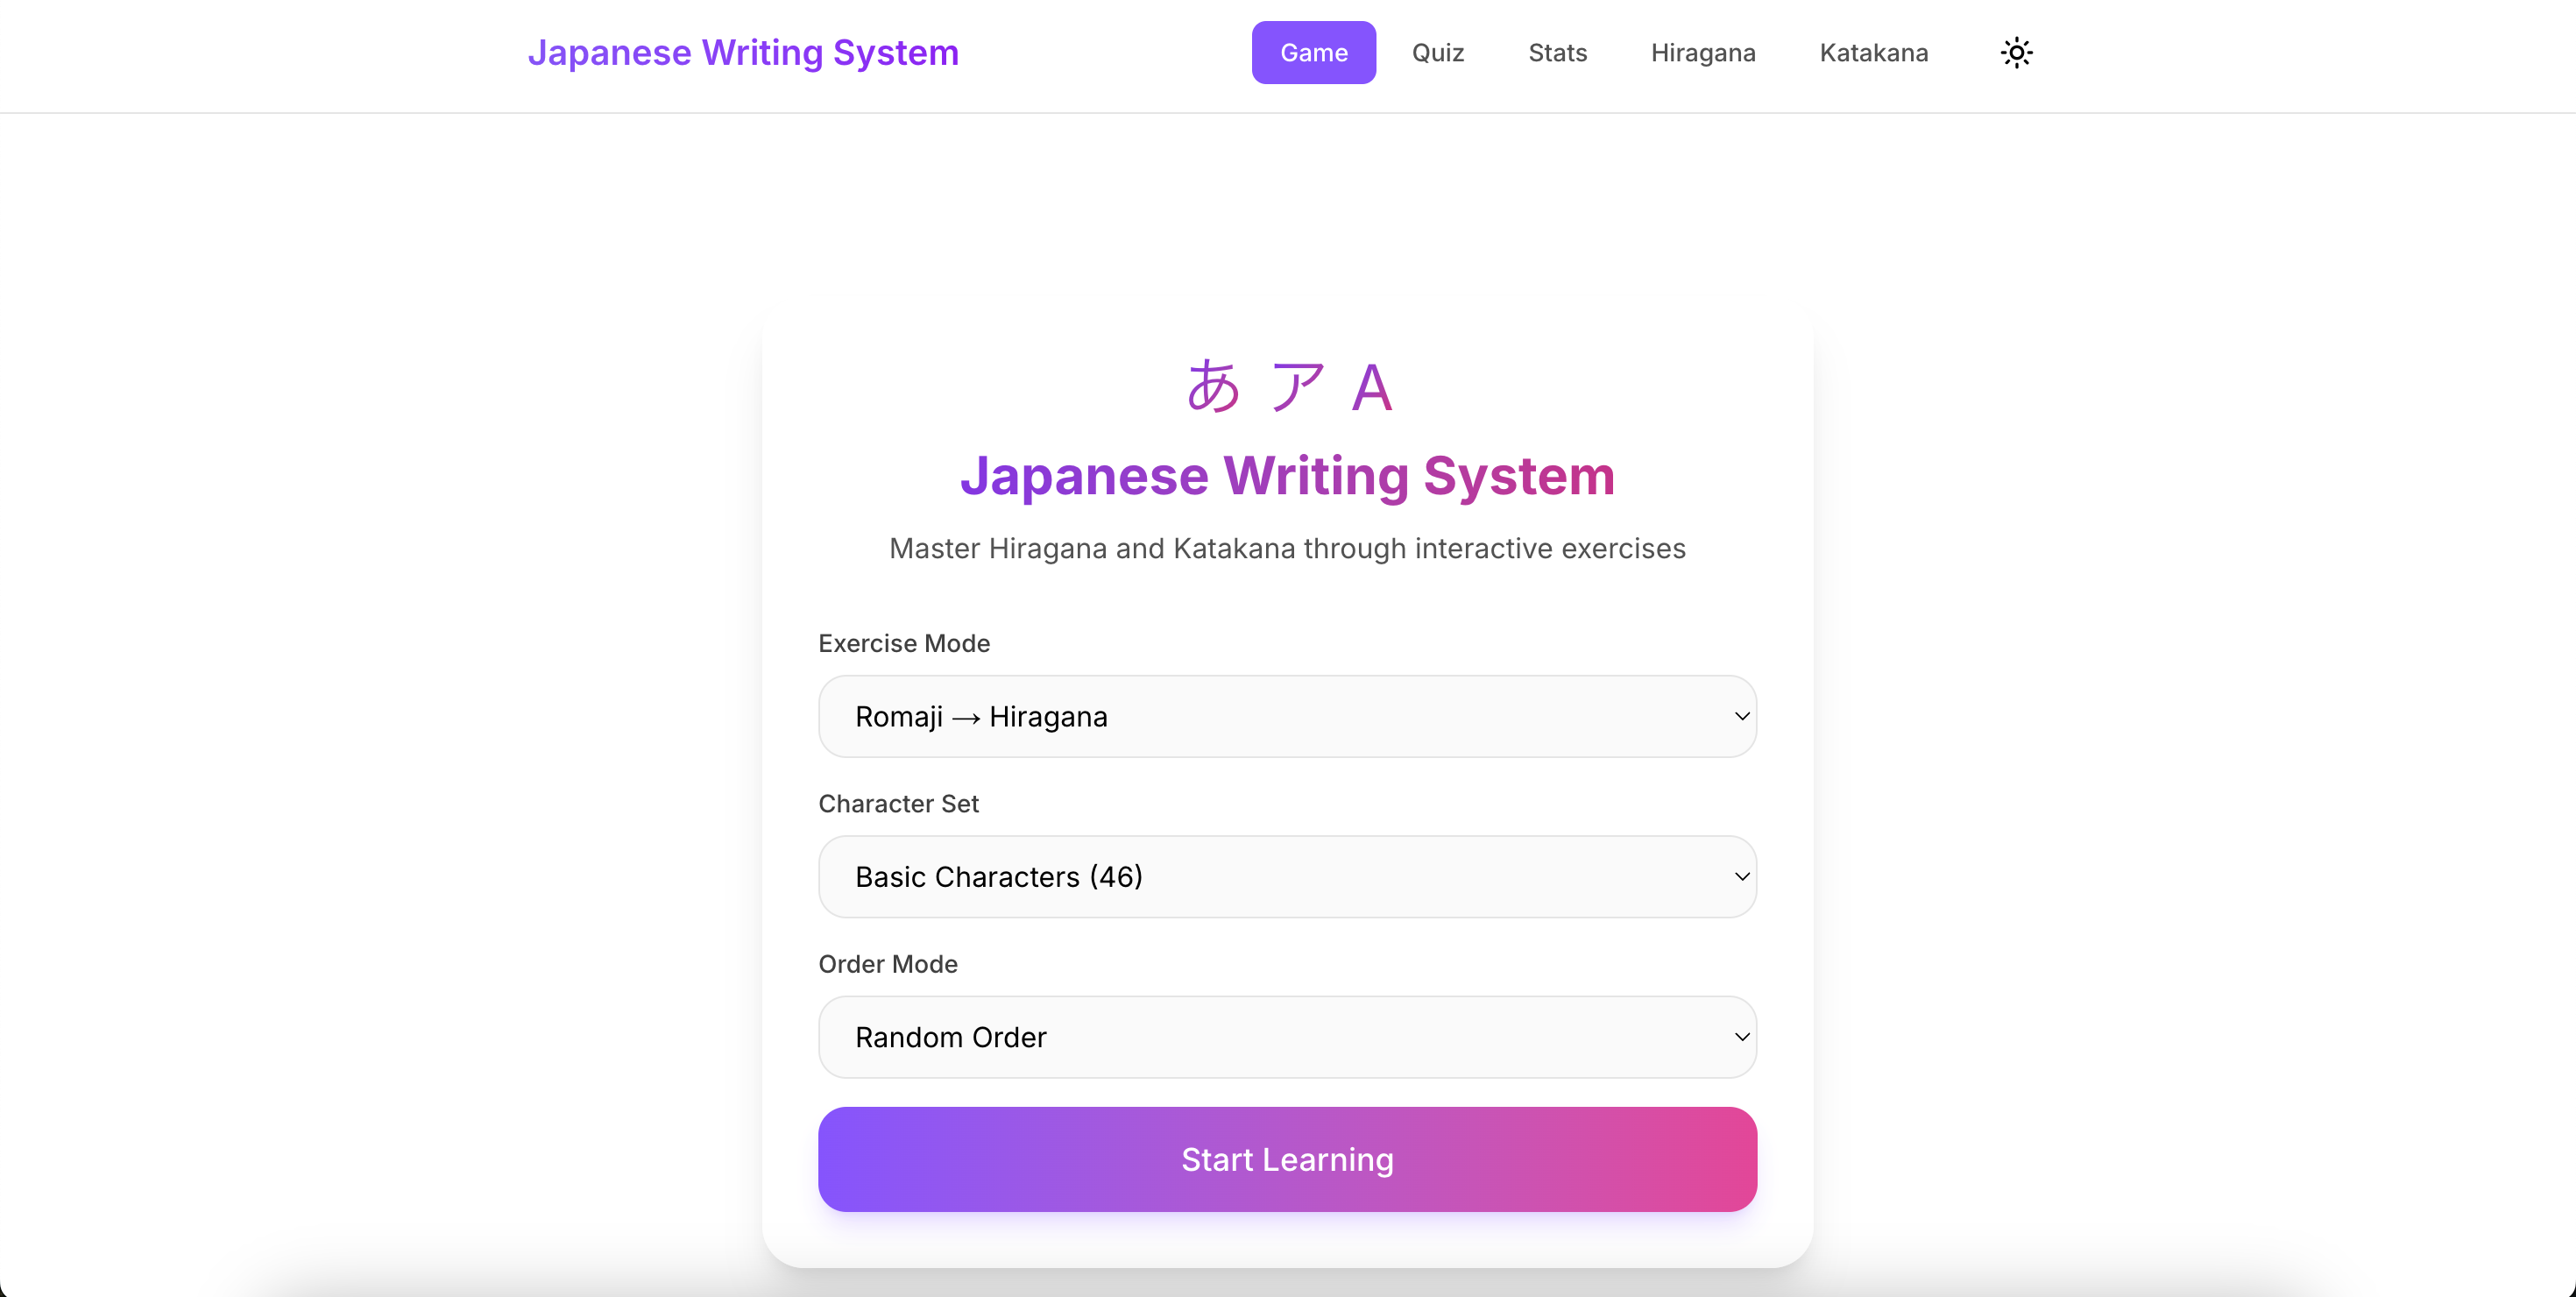 Japanese Writing System
Game Quiz Stats Hiragana Katakana
あ ア A
Japanese Writing System
Master Hiragana and Katakana through interactive exercises
Exercise Mode
Romaji → Hiragana
Character Set
Basic Characters (46)
Order Mode
Random Order
Start Learning